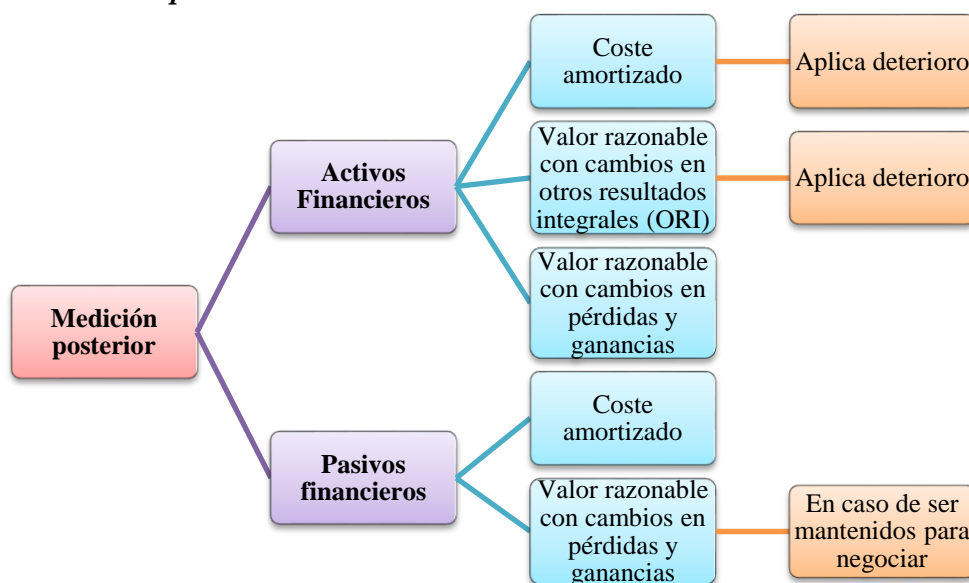 Medición
posterior
Activos
Financieros
Coste
amortizado
Aplica deterioro
Valor razonable
con cambios en
otros resultados
integrales (ORI)
Aplica deterioro
Valor razonable
con cambios en
pérdidas y
ganancias
Pasivos
financieros
Coste
amortizado
Valor razonable
con cambios en
pérdidas y
ganancias
En caso de ser
mantenidos para
negociar